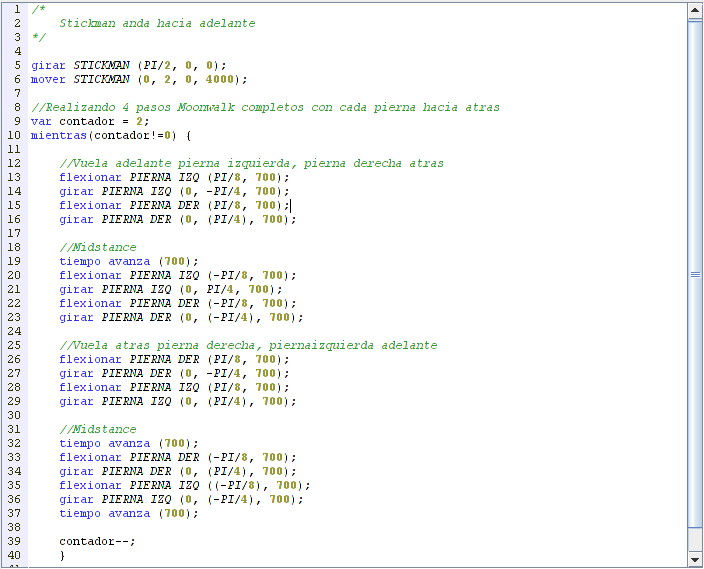 1 /*
2 Stickman anda hacia adelante
3 */
4
5 girar STICKMAN (PI/2, 0, 0);
6 mover STICKMAN (0, 2, 0, 4000);
7
8 //Realizando 4 pasos Moonwalk completos con cada pierna hacia atras
9 var contador = 2;
10 mientras(contador!=0) {
11
12 //Vuela adelante pierna izquierda, pierna derecha atras
13 flexionar PIERNA IZQ (PI/8, 700);
14 girar PIERNA IZQ (0, -PI/4, 700);
15 flexionar PIERNA DER (PI/8, 700);
16 girar PIERNA DER (0, (PI/4), 700);
17
18 //Midstance
19 tiempo avanza (700);
20 flexionar PIERNA IZQ (-PI/8, 700);
21 girar PIERNA IZQ (0, PI/4, 700);
22 flexionar PIERNA DER (-PI/8, 700);
23 girar PIERNA DER (0, (-PI/4), 700);
24
25 //Vuela atras pierna derecha, piernaizquierda adelante
26 flexionar PIERNA DER (PI/8, 700);
27 girar PIERNA DER (0, -PI/4, 700);
28 flexionar PIERNA IZQ (PI/8, 700);
29 girar PIERNA IZQ (0, (PI/4), 700);
30
31 //Midstance
32 tiempo avanza (700);
33 flexionar PIERNA DER (-PI/8, 700);
34 girar PIERNA DER (0, (PI/4), 700);
35 flexionar PIERNA IZQ ((-PI/8), 700);
36 girar PIERNA IZQ (0, (-PI/4), 700);
37 tiempo avanza (700);
38
39 contador--;
40 }